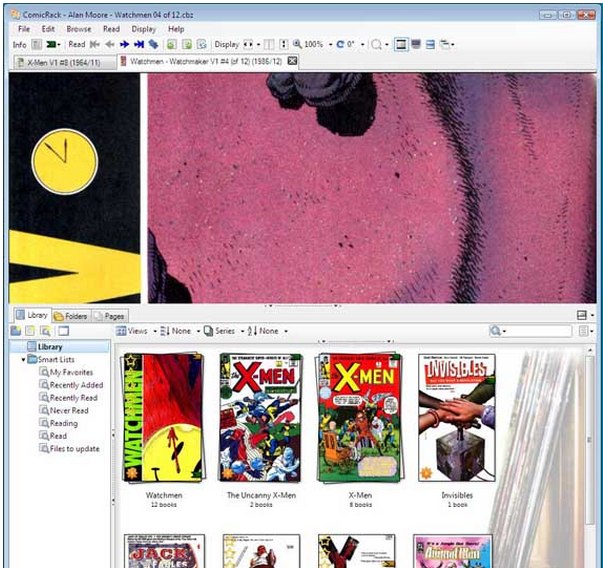 ComicRack - Alan Moore - Watchmen 04 of 12.cbz
File Edit Browse Read Display Help
Info Read Display 100% 0°
X-Men V1 #8 (1964/11) Watchmen - Watchmaker V1 #4 (of 12) (1986/12)
Library Folders Pages
Views None Series None
Library
Smart Lists
My Favorites
Recently Added
Recently Read
Never Read
Reading
Read
Files to update
WATCHMEN
X-MEN
X-MEN
INVISIBLES
Watchmen
12 books
The Uncanny X-Men
2 books
X-Men
8 books
Invisibles
1 book
JACK
FABLES
Animal Man